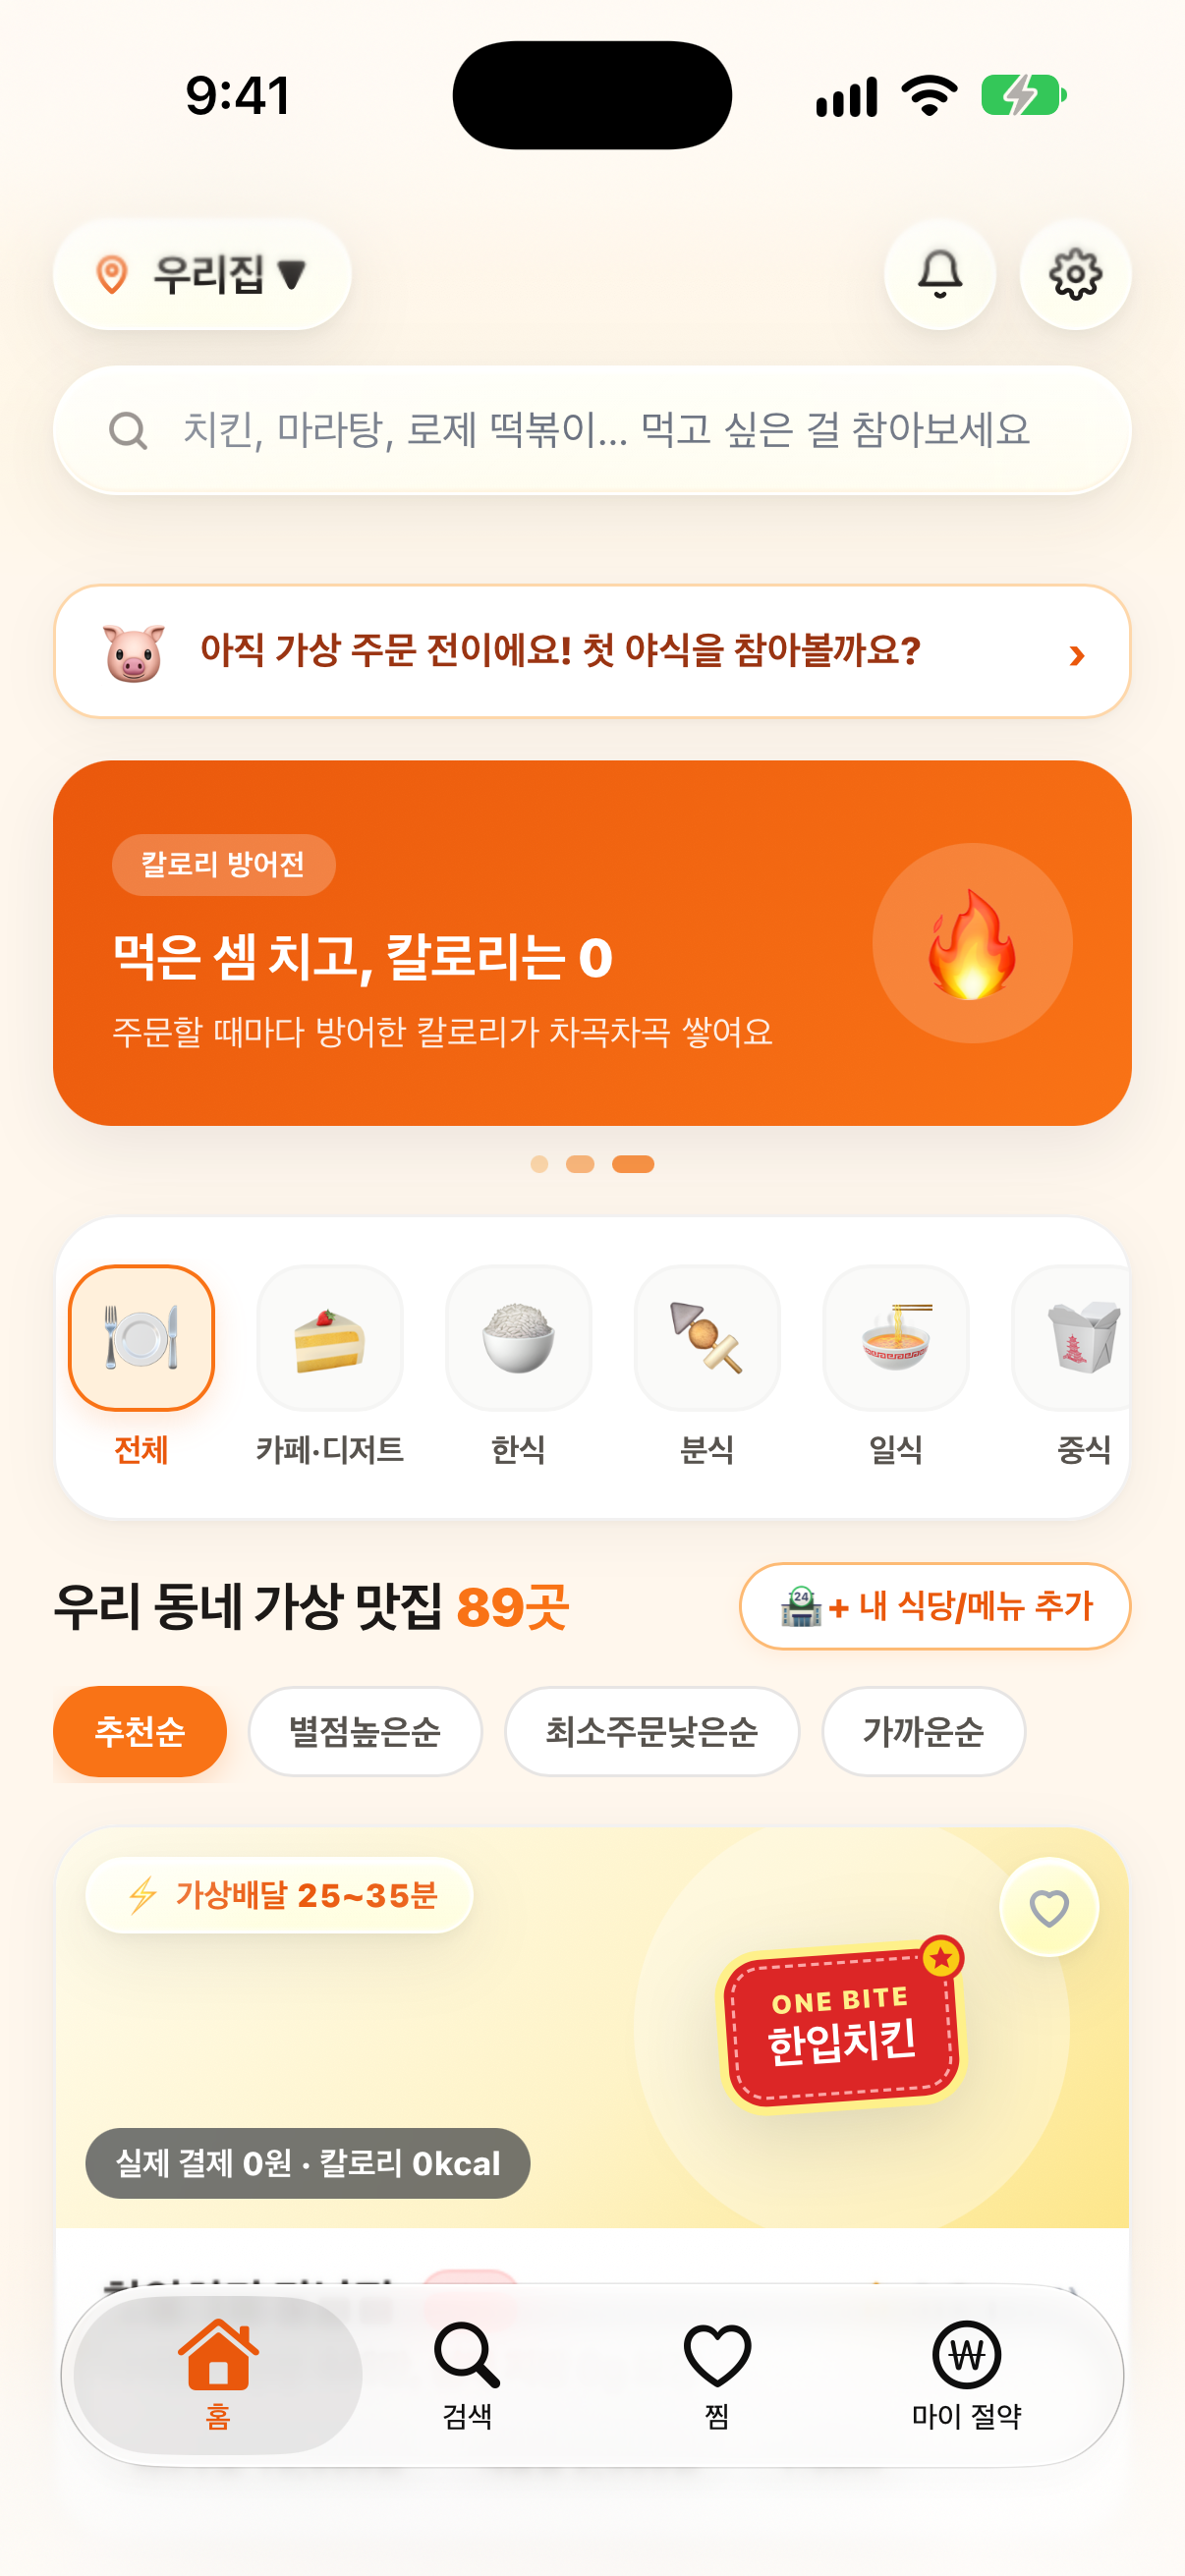 9:41
우리집 ▼
치킨, 마라탕, 로제 떡볶이... 먹고 싶은 걸 참아보세요
아직 가상 주문 전이에요! 첫 야식을 참아볼까요?
칼로리 방어전
먹은 셈 치고, 칼로리는 0
주문할 때마다 방어한 칼로리가 차곡차곡 쌓여요
전체
카페·디저트
한식
분식
일식
중식
우리 동네 가상 맛집 89곳
24
+ 내 식당/메뉴 추가
추천순
별점높은순
최소주문낮은순
가까운순
가상배달 25~35분
ONE BITE
한입치킨
실제 결제 0원 · 칼로리 0kcal
홈
검색
찜
마이 절약